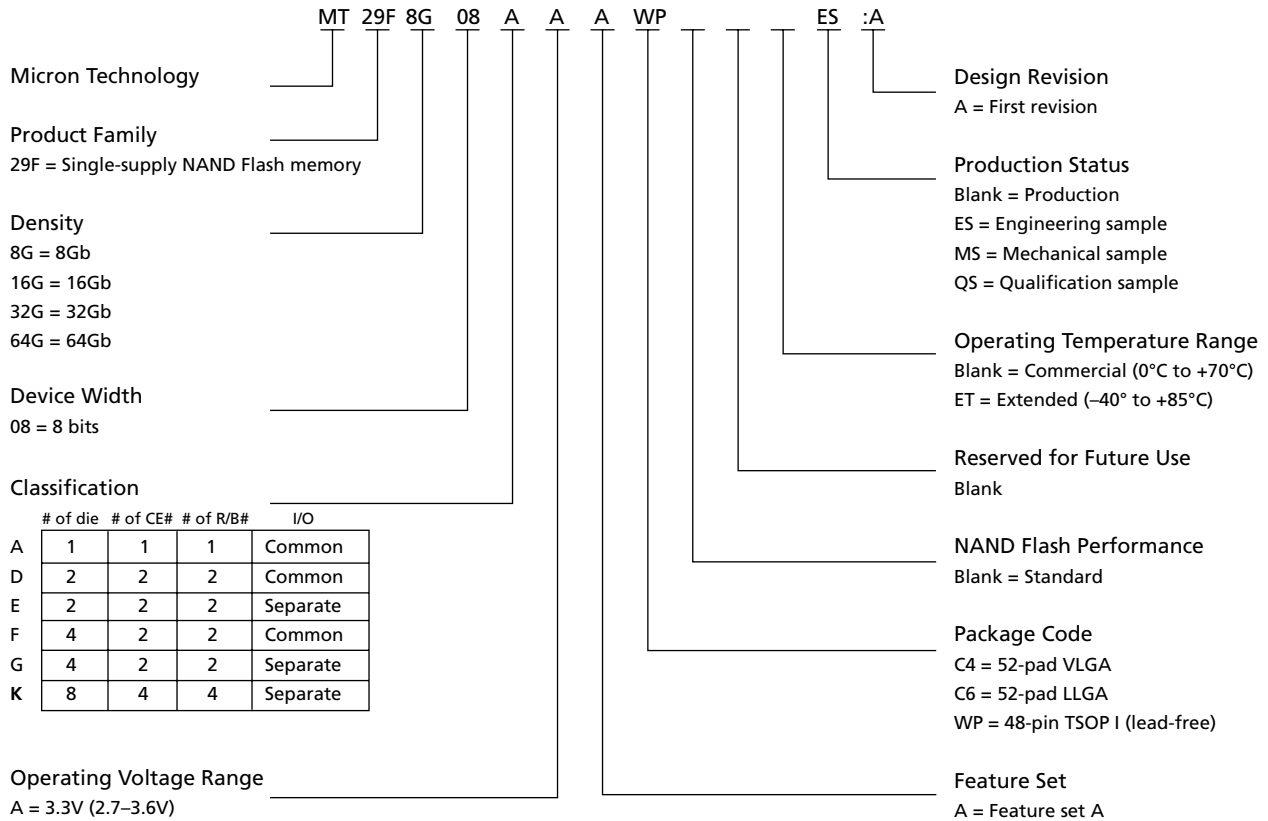 MT 29F 8G 08 A A A WP ES :A
Micron Technology
Product Family
29F = Single-supply NAND Flash memory
Density
8G = 8Gb
16G = 16Gb
32G = 32Gb
64G = 64Gb
Device Width
08 = 8 bits
Classification
# of die # of CE# # of R/B# I/O
A 1 1 1 Common
D 2 2 2 Common
E 2 2 2 Separate
F 4 2 2 Common
G 4 2 2 Separate
K 8 4 4 Separate
Operating Voltage Range
A = 3.3V (2.7–3.6V)
Design Revision
A = First revision
Production Status
Blank = Production
ES = Engineering sample
MS = Mechanical sample
QS = Qualification sample
Operating Temperature Range
Blank = Commercial (0°C to +70°C)
ET = Extended (–40° to +85°C)
Reserved for Future Use
Blank
NAND Flash Performance
Blank = Standard
Package Code
C4 = 52-pad VLGA
C6 = 52-pad LLGA
WP = 48-pin TSOP I (lead-free)
Feature Set
A = Feature set A